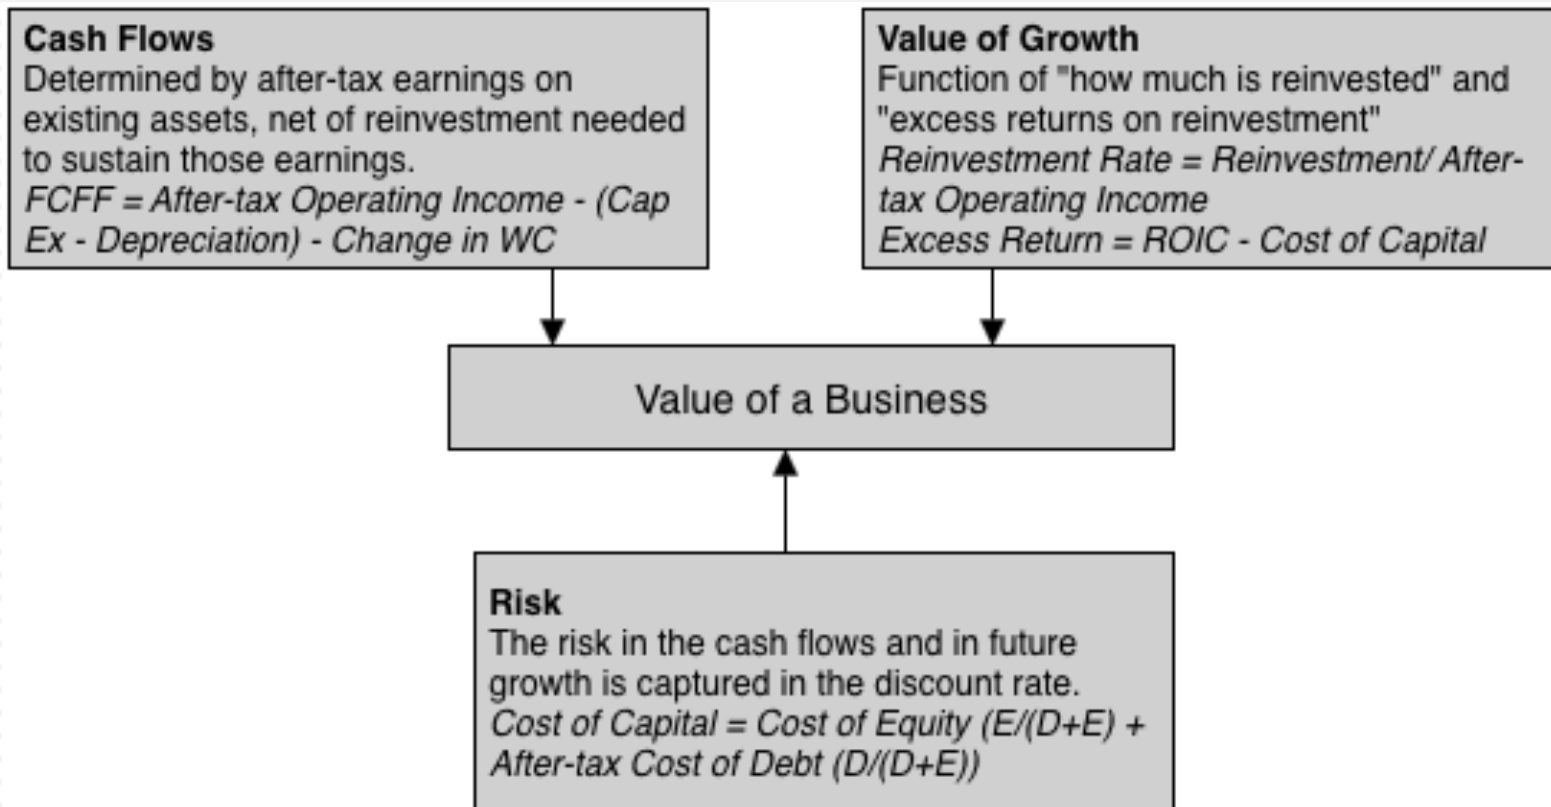 Cash Flows
Determined by after-tax earnings on
existing assets, net of reinvestment needed
to sustain those earnings.
FCFF = After-tax Operating Income - (Cap
Ex - Depreciation) - Change in WC
Value of Growth
Function of "how much is reinvested" and
"excess returns on reinvestment"
Reinvestment Rate = Reinvestment/ After-
tax Operating Income
Excess Return = ROIC - Cost of Capital
Value of a Business
Risk
The risk in the cash flows and in future
growth is captured in the discount rate.
Cost of Capital = Cost of Equity (E/(D+E) +
After-tax Cost of Debt (D/(D+E))